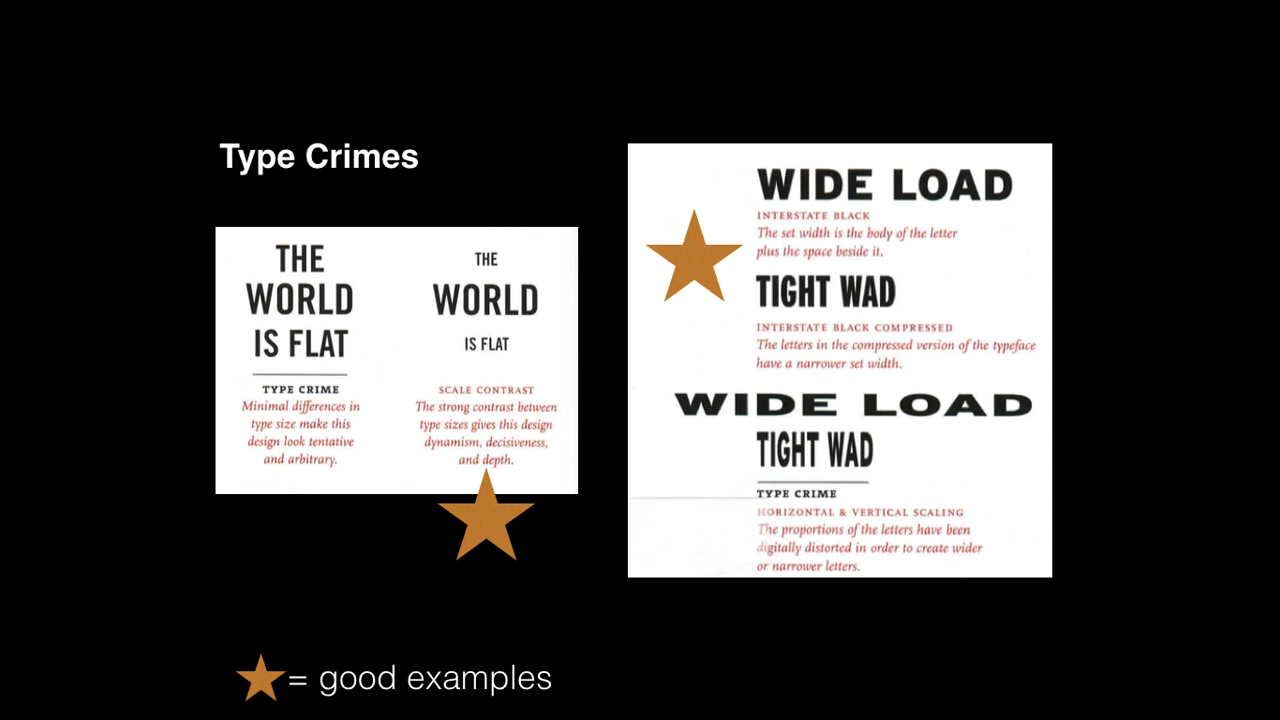 Type Crimes
THE
WORLD
IS FLAT
TYPE CRIME
Minimal differences in
type size make this
design look tentative
and arbitrary.
THE
WORLD
IS FLAT
SCALE CONTRAST
The strong contrast between
type sizes gives this design
dynamism, decisiveness,
and depth.
WIDE LOAD
INTERSTATE BLACK
The set width is the body of the letter
plus the space beside it.
TIGHT WAD
INTERSTATE BLACK COMPRESSED
The letters in the compressed version of the typeface
have a narrower set width.
WIDE LOAD
TIGHT WAD
TYPE CRIME
HORIZONTAL & VERTICAL SCALING
The proportions of the letters have been
digitally distorted in order to create wider
or narrower letters.
= good examples